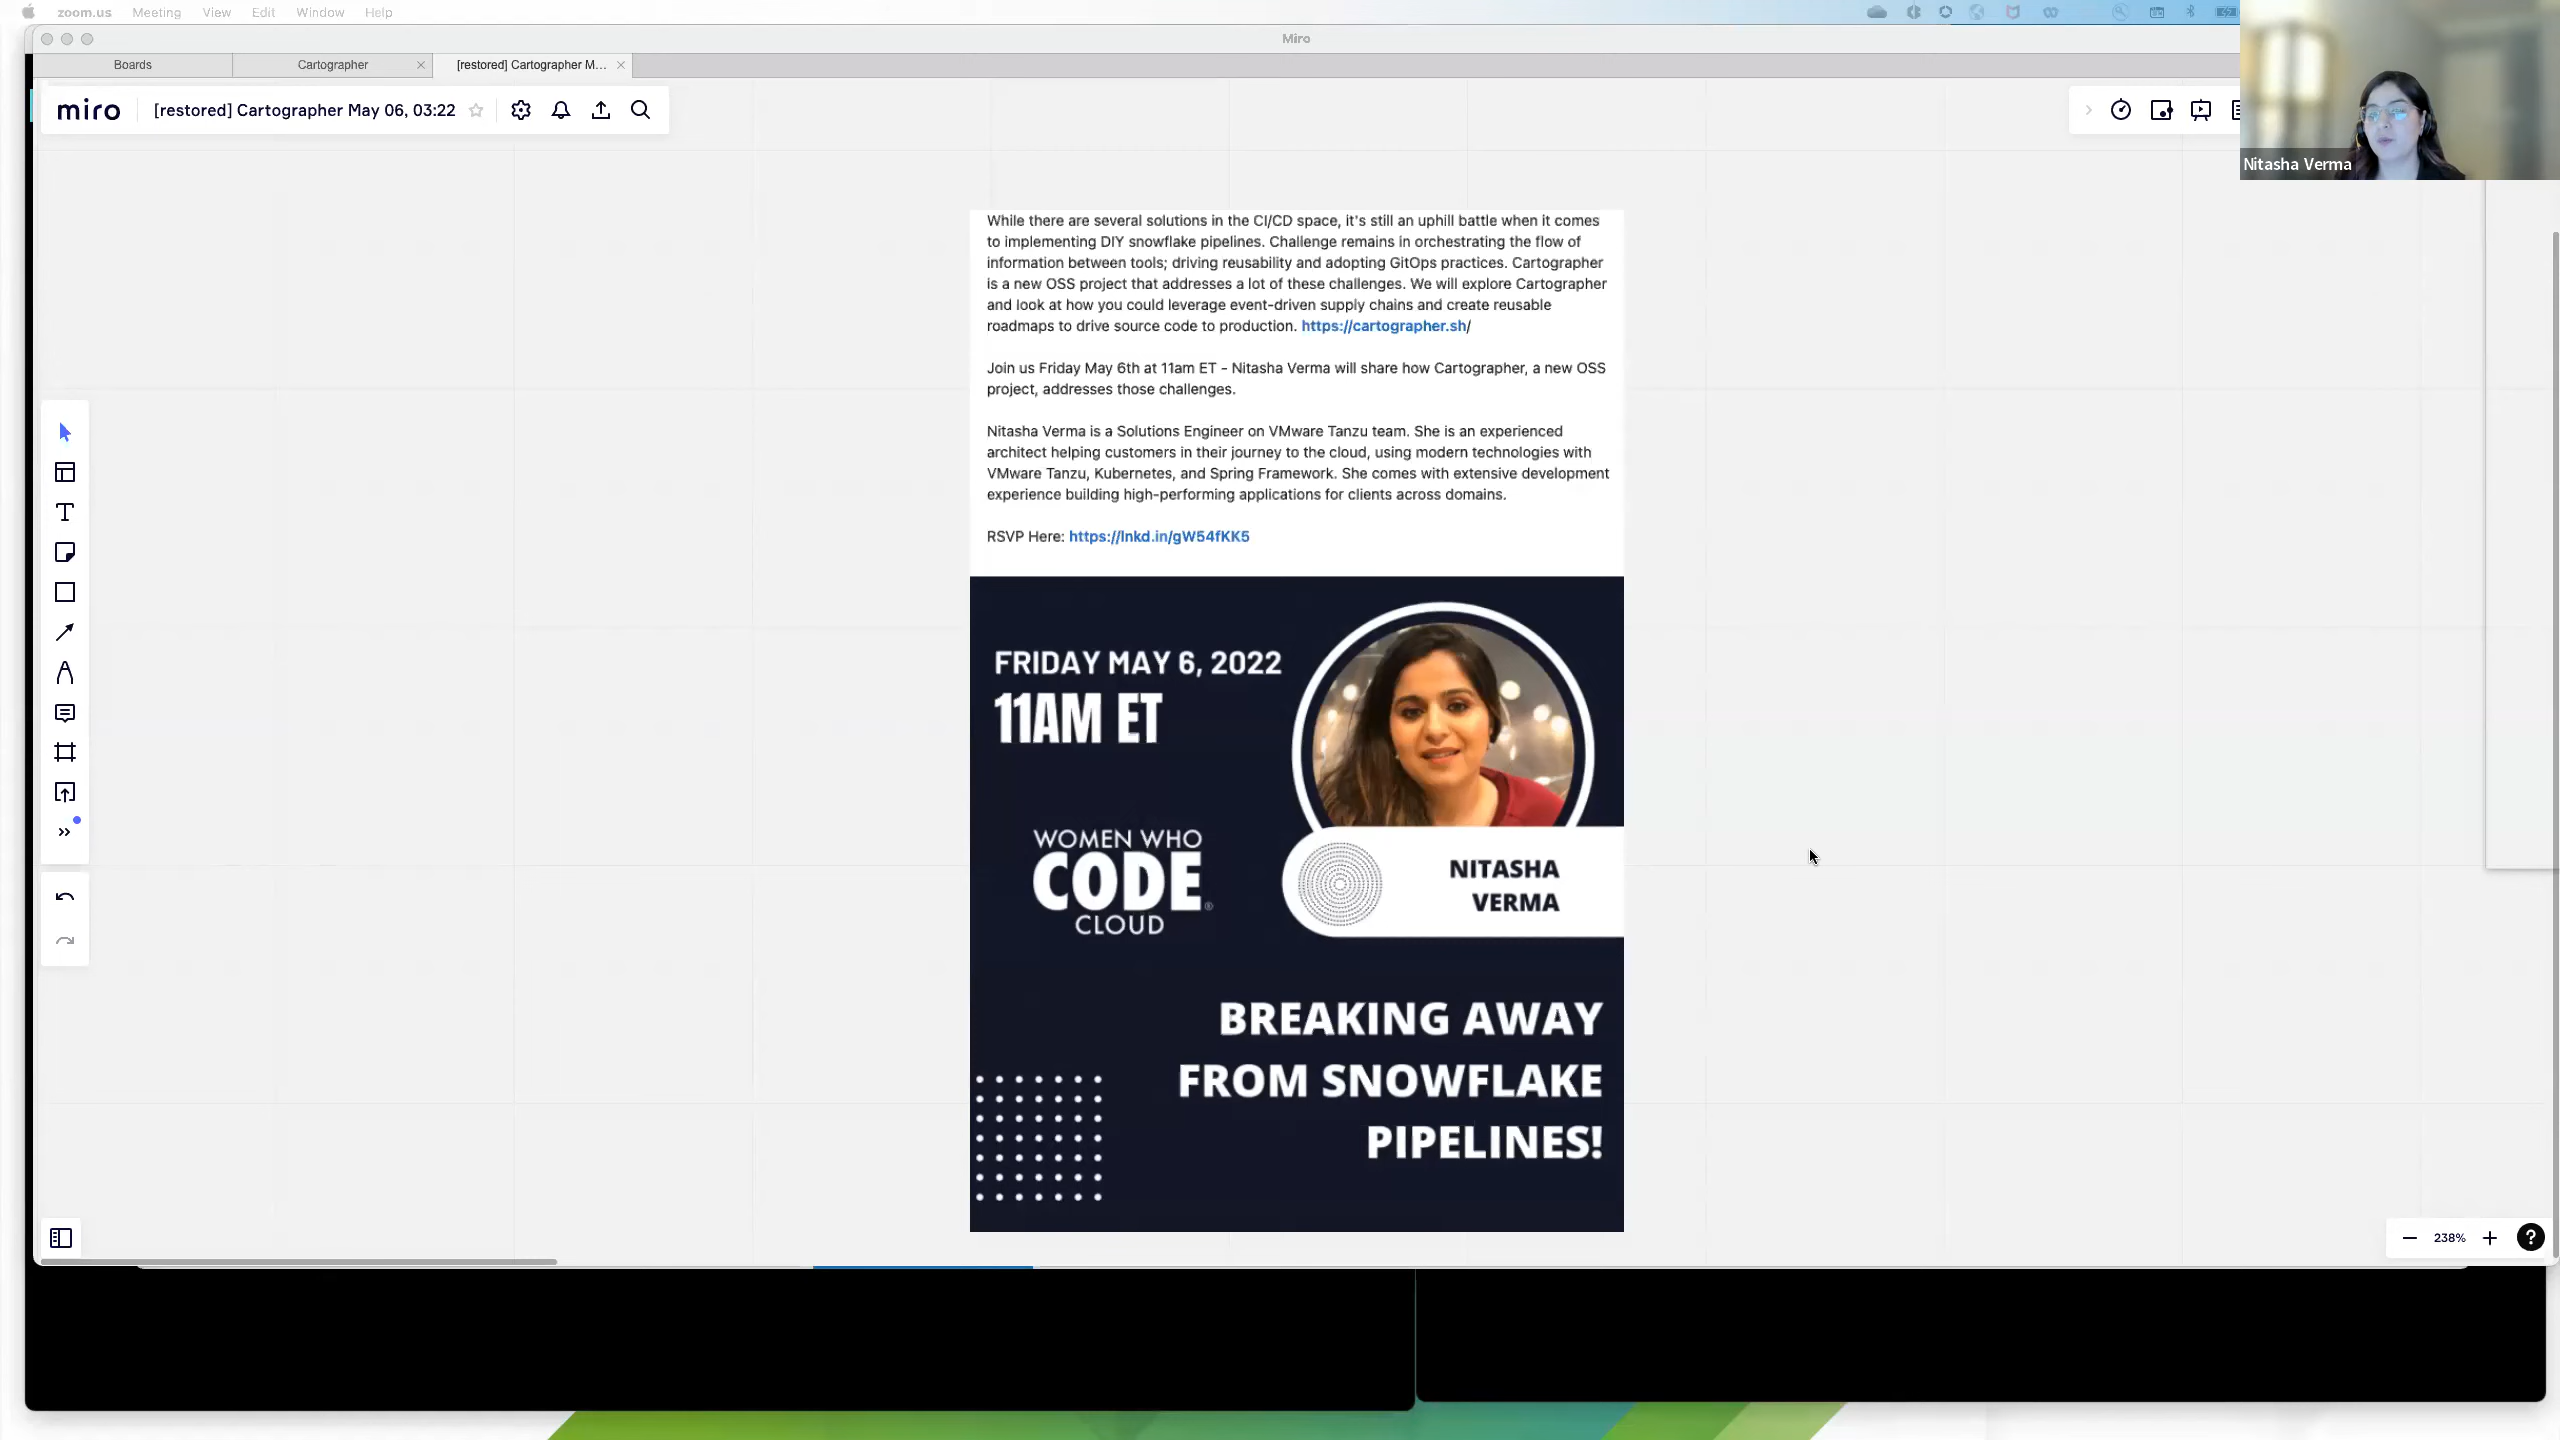 zoom.us Meeting View Edit Window Help
Miro
Boards
Cartographer
[restored] Cartographer M...
miro
[restored] Cartographer May 06, 03:22
Nitasha Verma
While there are several solutions in the CI/CD space, it's still an uphill battle when it comes
to implementing DIY snowflake pipelines. Challenge remains in orchestrating the flow of
information between tools; driving reusability and adopting GitOps practices. Cartographer
is a new OSS project that addresses a lot of these challenges. We will explore Cartographer
and look at how you could leverage event-driven supply chains and create reusable
roadmaps to drive source code to production. https://cartographer.sh/
Join us Friday May 6th at 11am ET - Nitasha Verma will share how Cartographer, a new OSS
project, addresses those challenges.
Nitasha Verma is a Solutions Engineer on VMware Tanzu team. She is an experienced
architect helping customers in their journey to the cloud, using modern technologies with
VMware Tanzu, Kubernetes, and Spring Framework. She comes with extensive development
experience building high-performing applications for clients across domains.
RSVP Here: https://lnkd.in/gW54fKK5
FRIDAY MAY 6, 2022
11AM ET
WOMEN WHO
CODE
CLOUD
NITASHA
VERMA
BREAKING AWAY
FROM SNOWFLAKE
PIPELINES!
238%